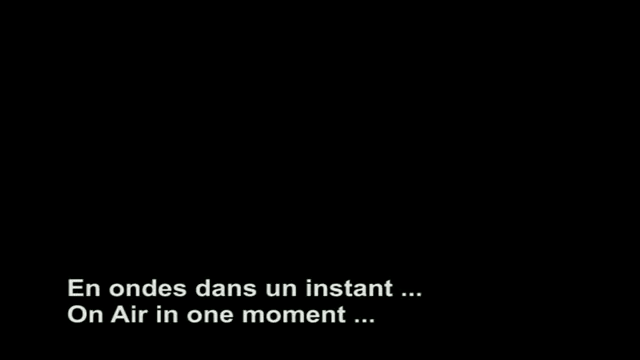 En ondes dans un instant ...
On Air in one moment ...